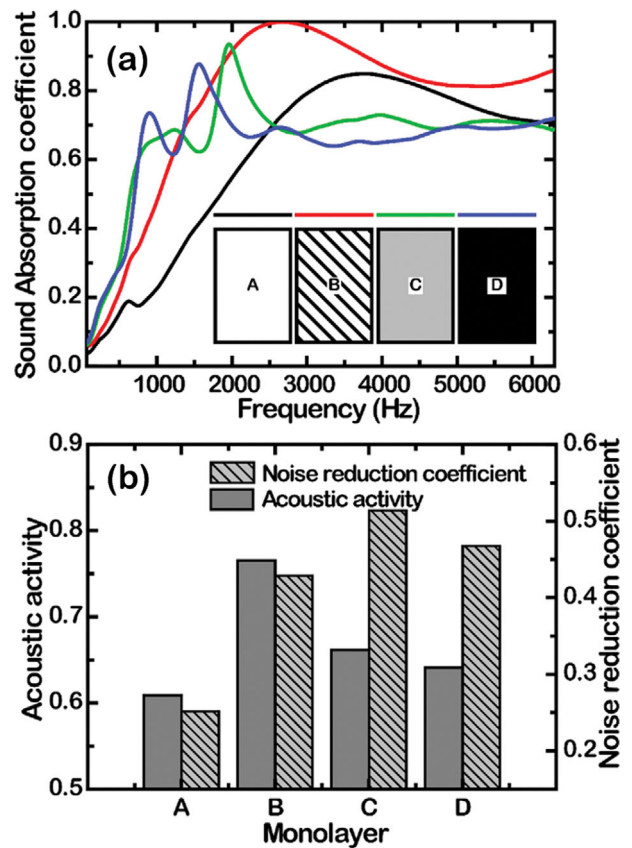 (a)
Sound Absorption coefficient
1.0
0.8
0.6
0.4
0.2
0.0
A
B
C
D
1000 2000 3000 4000 5000 6000
Frequency (Hz)
(b)
Noise reduction coefficient
Acoustic activity
Acoustic activity
0.9
0.8
0.7
0.6
0.5
Noise reduction coefficient
0.6
0.5
0.4
0.3
0.2
A B C D
Monolayer